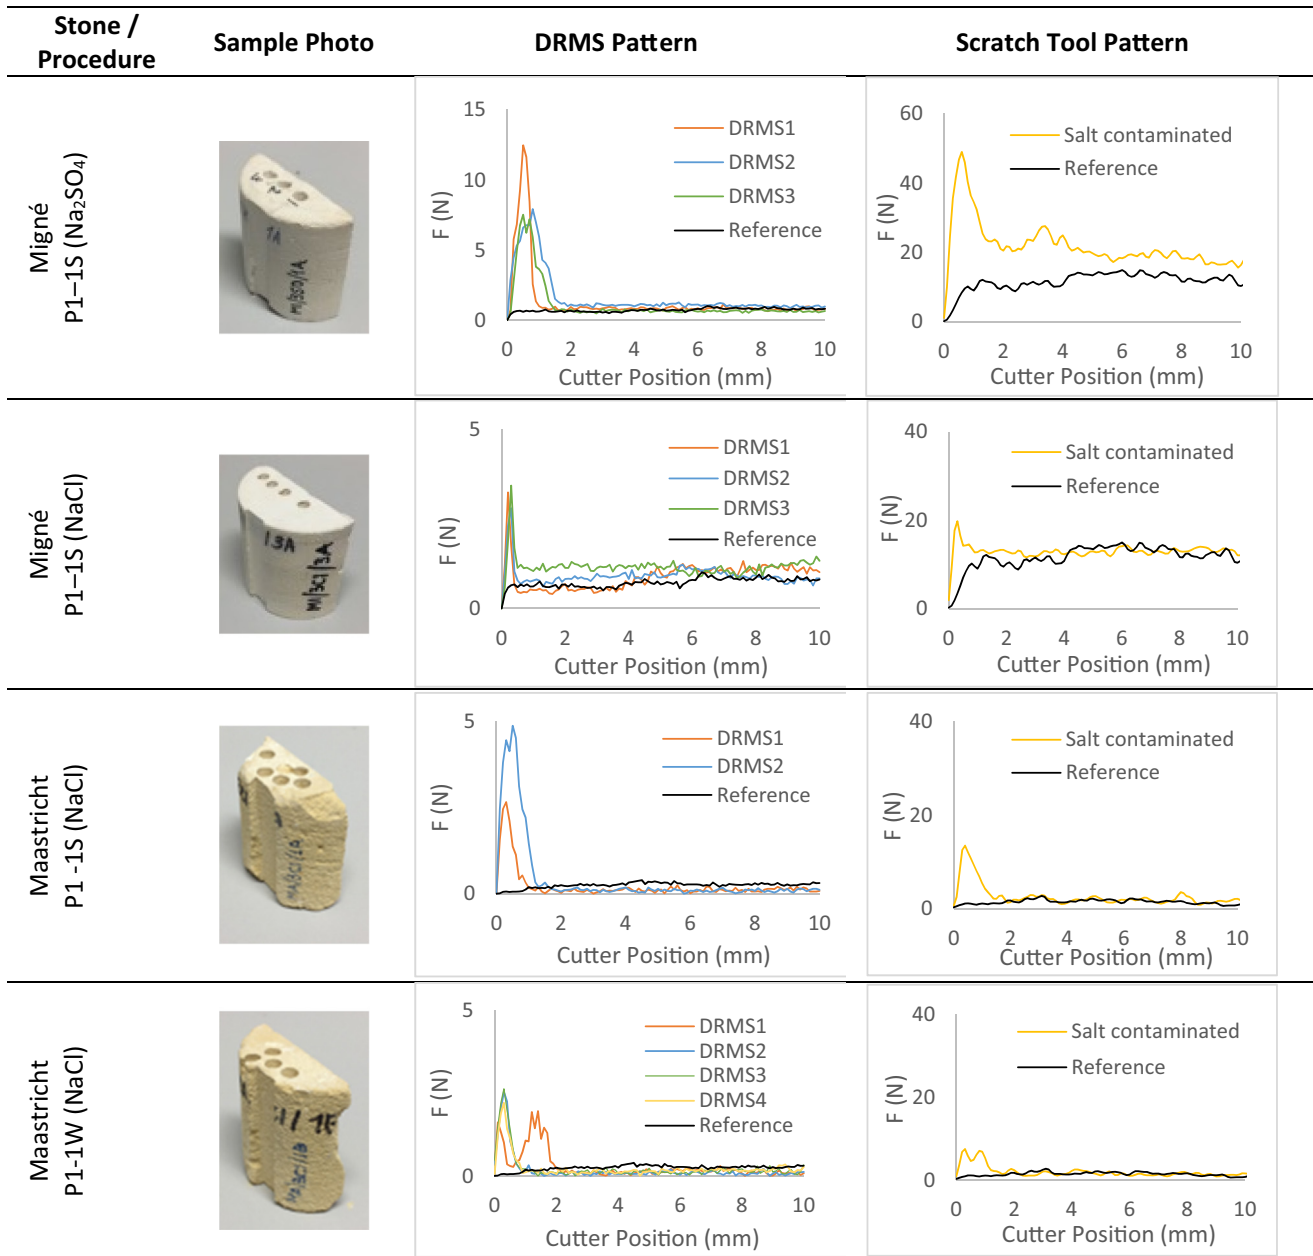 Stone / Procedure
Sample Photo
DRMS Pattern
Scratch Tool Pattern
Migné
P1–1S (Na₂SO₄)
1A
15
10
5
0
F (N)
DRMS1
DRMS2
DRMS3
Reference
0 2 4 6 8 10
Cutter Position (mm)
60
40
20
0
F (N)
Salt contaminated
Reference
0 2 4 6 8 10
Cutter Position (mm)
Migné
P1–1S (NaCl)
5
0
F (N)
DRMS1
DRMS2
DRMS3
Reference
0 2 4 6 8 10
Cutter Position (mm)
40
20
0
F (N)
Salt contaminated
Reference
0 2 4 6 8 10
Cutter Position (mm)
Maastricht
P1 -1S (NaCl)
5
0
F (N)
DRMS1
DRMS2
Reference
0 2 4 6 8 10
Cutter Position (mm)
40
20
0
F (N)
Salt contaminated
Reference
0 2 4 6 8 10
Cutter Position (mm)
Maastricht
P1-1W (NaCl)
5
0
F (N)
DRMS1
DRMS2
DRMS3
DRMS4
Reference
0 2 4 6 8 10
Cutter Position (mm)
40
20
0
F (N)
Salt contaminated
Reference
0 2 4 6 8 10
Cutter Position (mm)